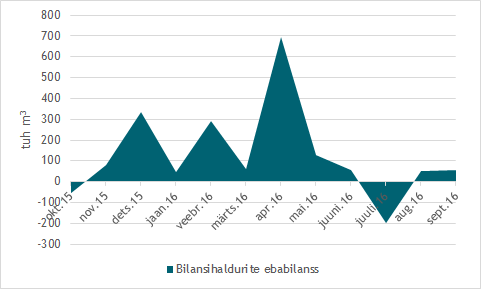 800
700
600
500
400
300
200
100
0
-100
-200
-300
tuh m³
okt.15
nov.15
dets.15
jaan.16
veebr.16
märts.16
apr.16
mai.16
juuni.16
juuli.16
aug.16
sept.16
Bilansihaldurite ebabilanss